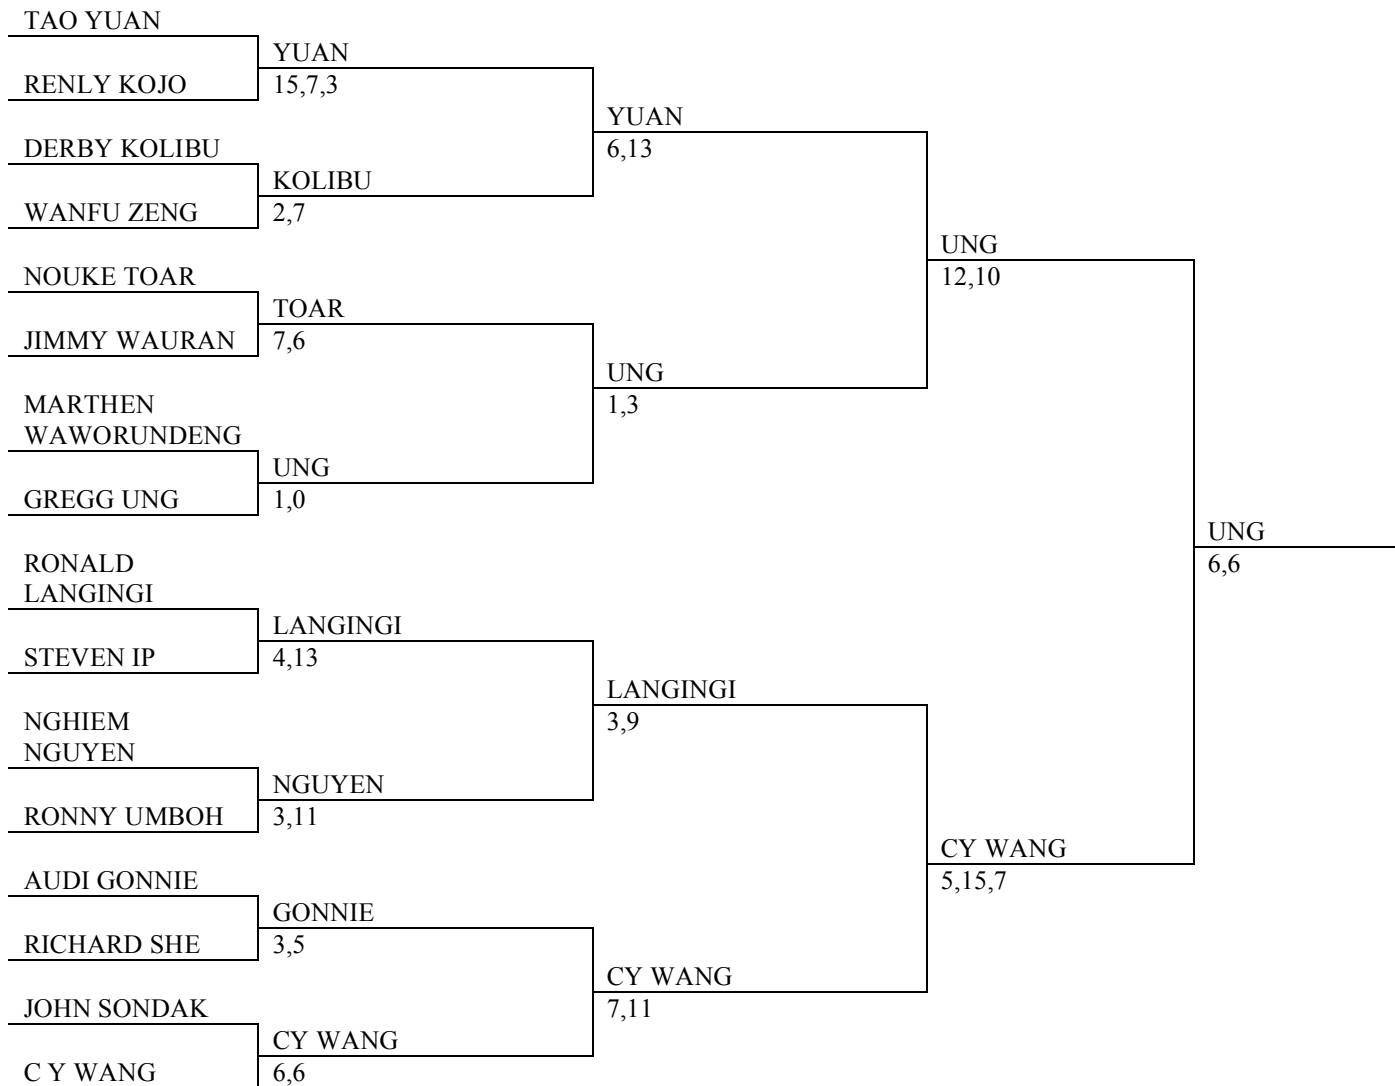 TAO YUAN
YUAN
RENLY KOJO
15,7,3
YUAN
DERBY KOLIBU
6,13
KOLIBU
WANFU ZENG
2,7
UNG
NOUKE TOAR
12,10
TOAR
JIMMY WAURAN
7,6
UNG
MARTHEN
1,3
WAWORUNDENG
UNG
GREGG UNG
1,0
UNG
RONALD
6,6
LANGINGI
LANGINGI
STEVEN IP
4,13
LANGINGI
NGHIEM
3,9
NGUYEN
NGUYEN
RONNY UMBOH
3,11
CY WANG
AUDI GONNIE
5,15,7
GONNIE
RICHARD SHE
3,5
CY WANG
JOHN SONDAK
7,11
CY WANG
C Y WANG
6,6